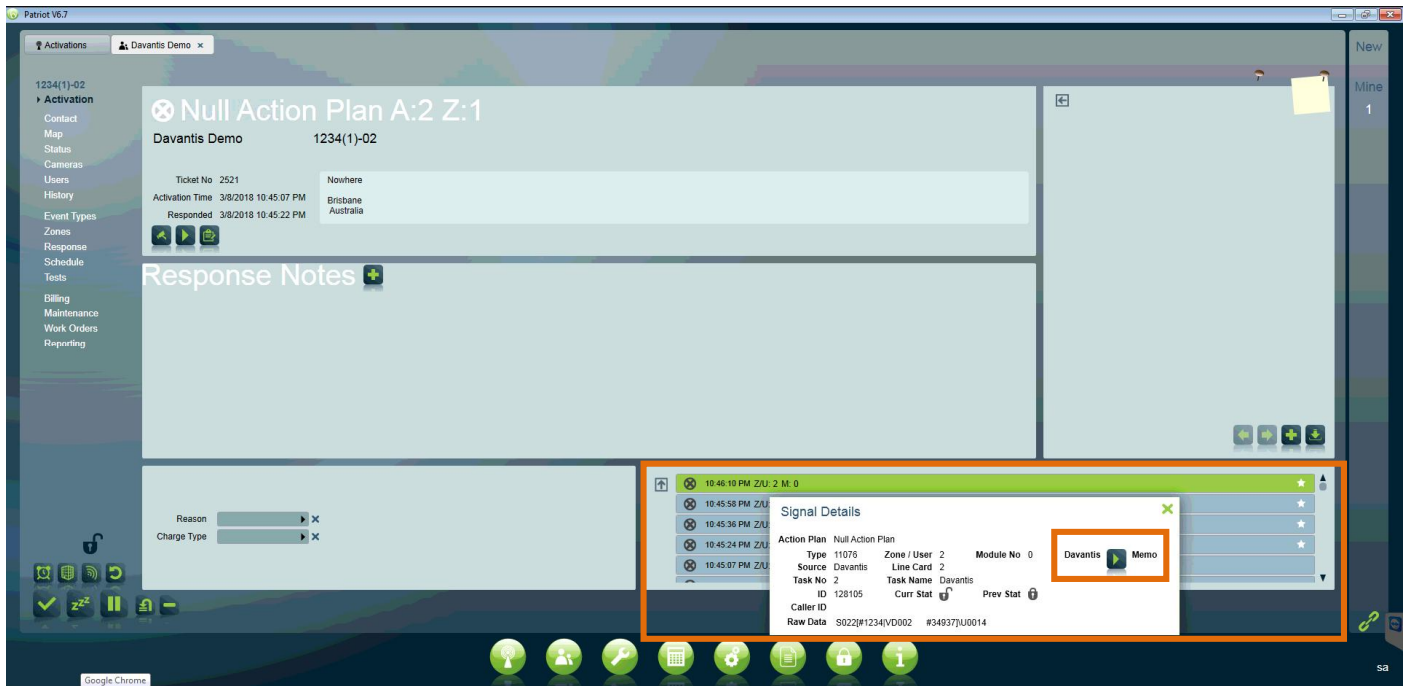 Patriot V6.7
Activations
Davantis Demo ×
New
Mine
1
1234(1)-02
Activation
Contact
Map
Status
Cameras
Users
History
Event Types
Zones
Response
Schedule
Tests
Billing
Maintenance
Work Orders
Reporting
Null Action Plan A:2 Z:1
Davantis Demo 1234(1)-02
Ticket No 2521
Activation Time 3/8/2018 10:45:07 PM
Responded 3/8/2018 10:45:22 PM
Nowhere
Brisbane
Australia
Response Notes
Reason
Charge Type
10:46:10 PM Z/U: 2 M: 0
10:45:58 PM Z/U:
10:45:36 PM Z/U:
10:45:24 PM Z/U:
10:45:07 PM Z/U:
Signal Details
Action Plan Null Action Plan
Type 11076 Zone / User 2 Module No 0
Source Davantis Line Card 2
Task No 2 Task Name Davantis
ID 128105 Curr Stat Prev Stat
Caller ID
Raw Data S022[#1234|VD002 #34937]\U0014
Davantis Memo
zzz
sa
Google Chrome